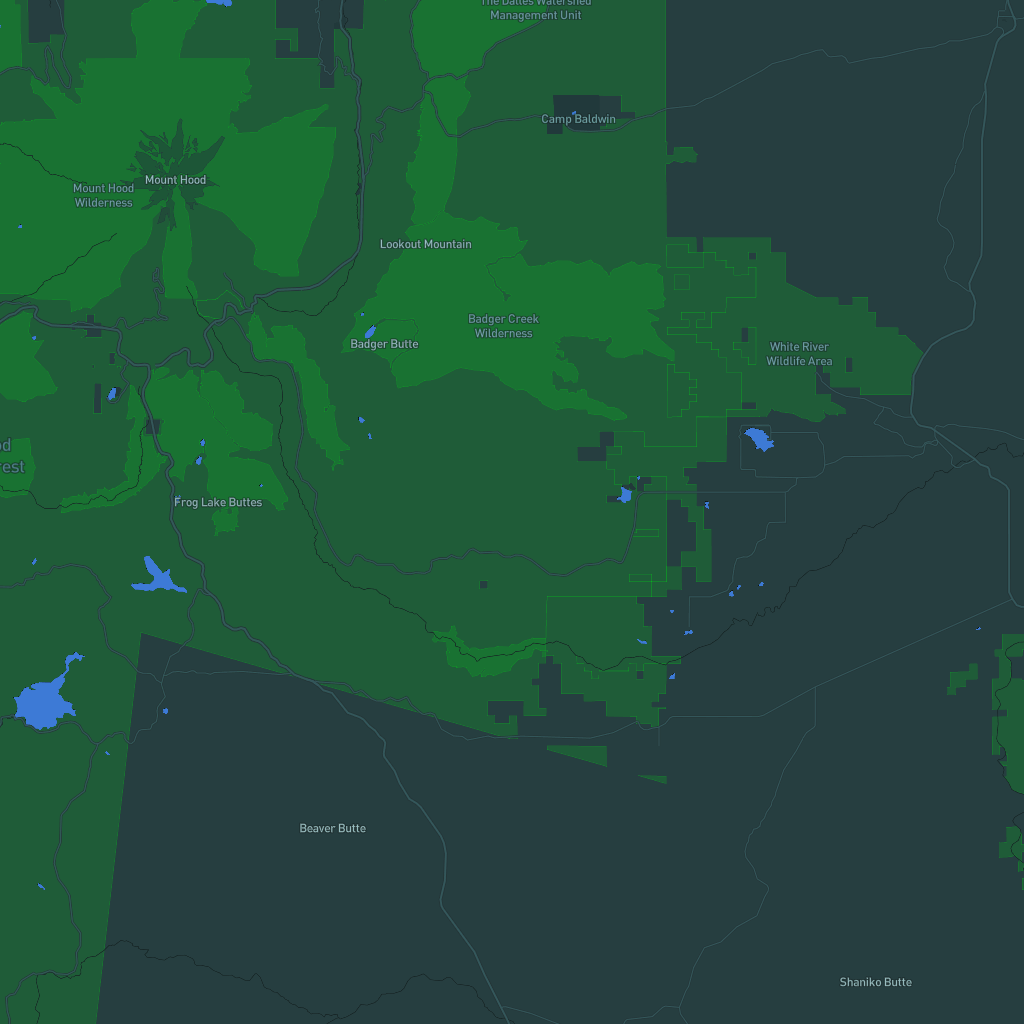 The Dalles Watershed
Management Unit
Camp Baldwin
Mount Hood
Mount Hood
Wilderness
Lookout Mountain
Badger Creek
Wilderness
Badger Butte
White River
Wildlife Area
od
rest
Frog Lake Buttes
Beaver Butte
Shaniko Butte